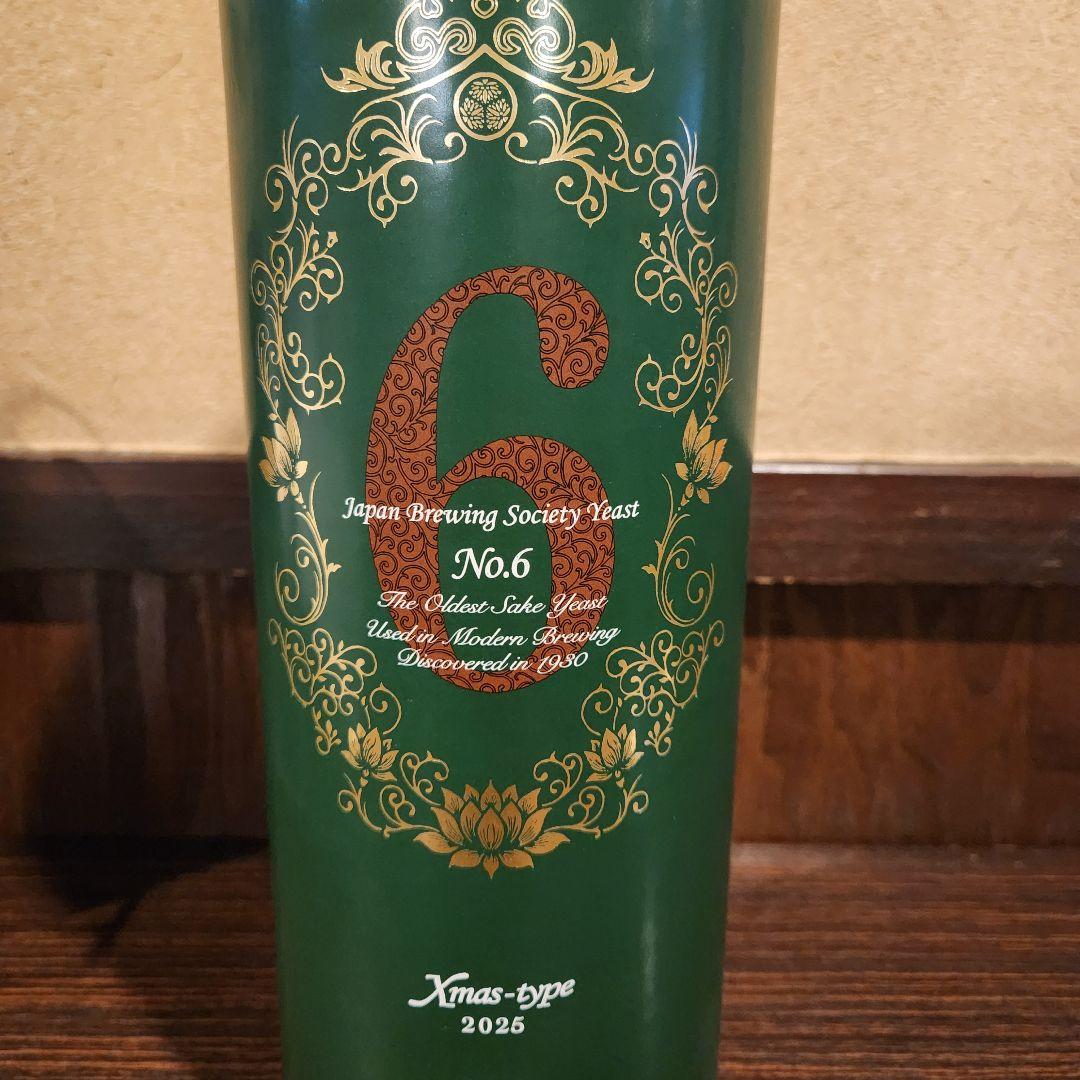 6
Japan Brewing Society Yeast
No.6
The Oldest Sake Yeast
Used in Modern Brewing
Discovered in 1930
Xmas-type
2025